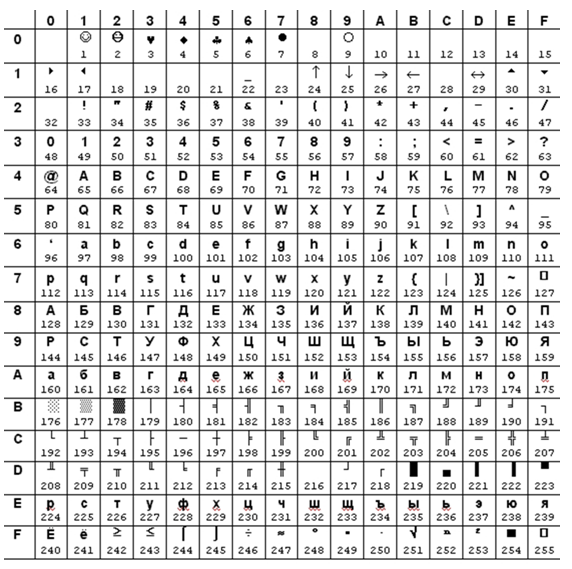 0 1 2 3 4 5 6 7 8 9 A B C D E F
0 ☺ ☻ ♥ ♦ ♣ ♠ ● ○
1 2 3 4 5 6 7 8 9 10 11 12 13 14 15
1 ‣ ◂ _ ↑ ↓ → ← ↔ ▲ ▼
16 17 18 19 20 21 22 23 24 25 26 27 28 29 30 31
2 ! " # $ % & ' ( ) * + , - . /
32 33 34 35 36 37 38 39 40 41 42 43 44 45 46 47
3 0 1 2 3 4 5 6 7 8 9 : ; < = > ?
48 49 50 51 52 53 54 55 56 57 58 59 60 61 62 63
4 @ A B C D E F G H I J K L M N O
64 65 66 67 68 69 70 71 72 73 74 75 76 77 78 79
5 P Q R S T U V W X Y Z [ \ ] ^ _
80 81 82 83 84 85 86 87 88 89 90 91 92 93 94 95
6 ‘ a b c d e f g h i j k l m n o
96 97 98 99 100 101 102 103 104 105 106 107 108 109 110 111
7 p q r s t u v w x y z { | }] ~ □
112 113 114 115 116 117 118 119 120 121 122 123 124 125 126 127
8 А Б В Г Д Е Ж З И Й К Л М Н О П
128 129 130 131 132 133 134 135 136 137 138 139 140 141 142 143
9 Р С Т У Ф Х Ц Ч Ш Щ Ъ Ы Ь Э Ю Я
144 145 146 147 148 149 150 151 152 153 154 155 156 157 158 159
A а б в г д е ж з и й к л м н о п
160 161 162 163 164 165 166 167 168 169 170 171 172 173 174 175
B ░ ▒ ▓ │ ┤ ╡ ╢ ╖ ╕ ╣ ║ ╗ ╝ ╜ ╛ ┐
176 177 178 179 180 181 182 183 184 185 186 187 188 189 190 191
C └ ┴ ┬ ├ ─ ┼ ╞ ╟ ╚ ╔ ╩ ╦ ╠ ═ ╬ ╧
192 193 194 195 196 197 198 199 200 201 202 203 204 205 206 207
D ╨ ╤ ╥ ╙ ╘ ╒ ╓ ╫ ┘ ┌ █ ▄ ▌ ▐ ▀
208 209 210 211 212 213 214 215 216 217 218 219 220 221 222 223
E р с т у ф х ц ч ш щ ъ ы ь э ю я
224 225 226 227 228 229 230 231 232 233 234 235 236 237 238 239
F Ё ё ≥ ≤ ⌠ ⌡ ÷ ≈ ° ▪ · √ ⁿ ² ■ □
240 241 242 243 244 245 246 247 248 249 250 251 252 253 254 255